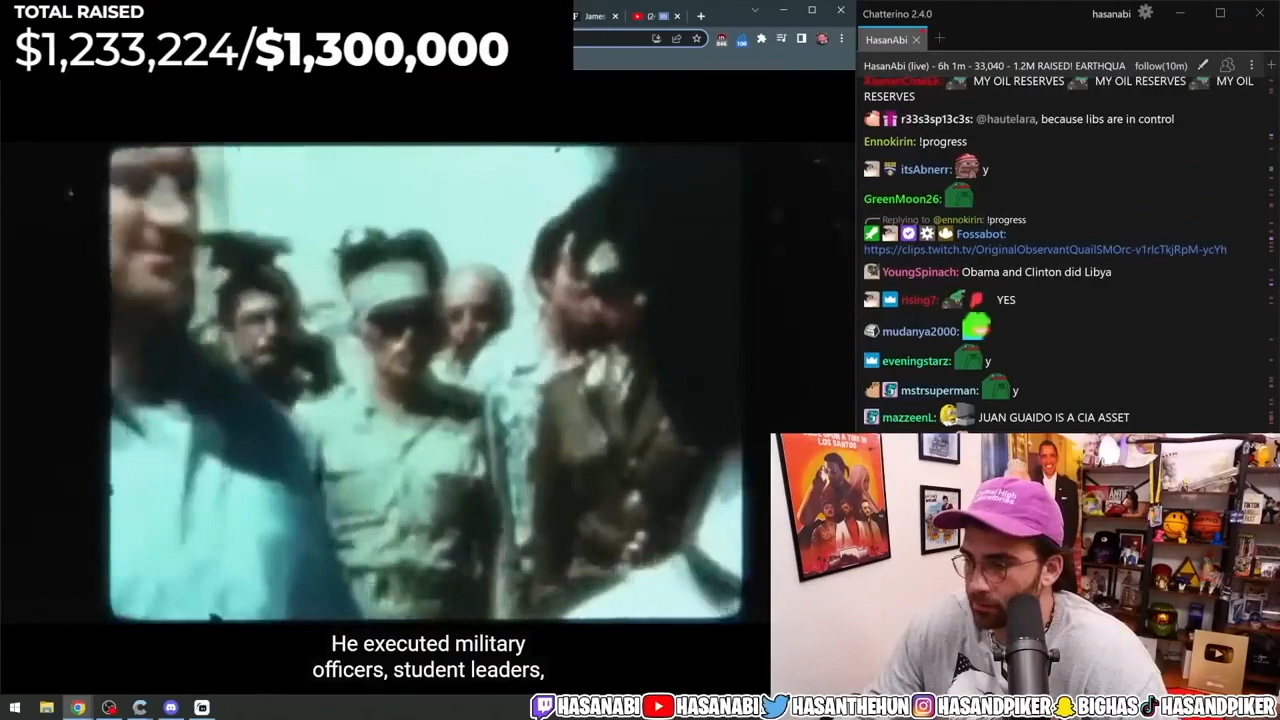 TOTAL RAISED
$1,233,224/$1,300,000
James:
Chatterino 2.4.0
hasanabi
HasanAbi
HasanAbi (live) - 6h 1m - 33,040 - 1.2M RAISED! EARTHQUA
follow(10m)
MY OIL RESERVES MY OIL RESERVES MY OIL
RESERVES
r33s3sp13c3s: @hautelara, because libs are in control
Ennokirin: !progress
itsAbnerr: y
GreenMoon26:
Replying to @ennokirin: !progress
Fossabot:
https://clips.twitch.tv/OriginalObservantQuailSMOrc-v1rIcTkjRpM-ycYh
YoungSpinach: Obama and Clinton did Libya
rising7: YES
mudanya2000:
eveningstarz: y
mstrsuperman: y
mazzeenL: JUAN GUAIDO IS A CIA ASSET
LOS SANTOS
He executed military
officers, student leaders,
HASANABI HASANABI HASANTHEHUN HASANDPIKER BIGHAS HASANDPIKER